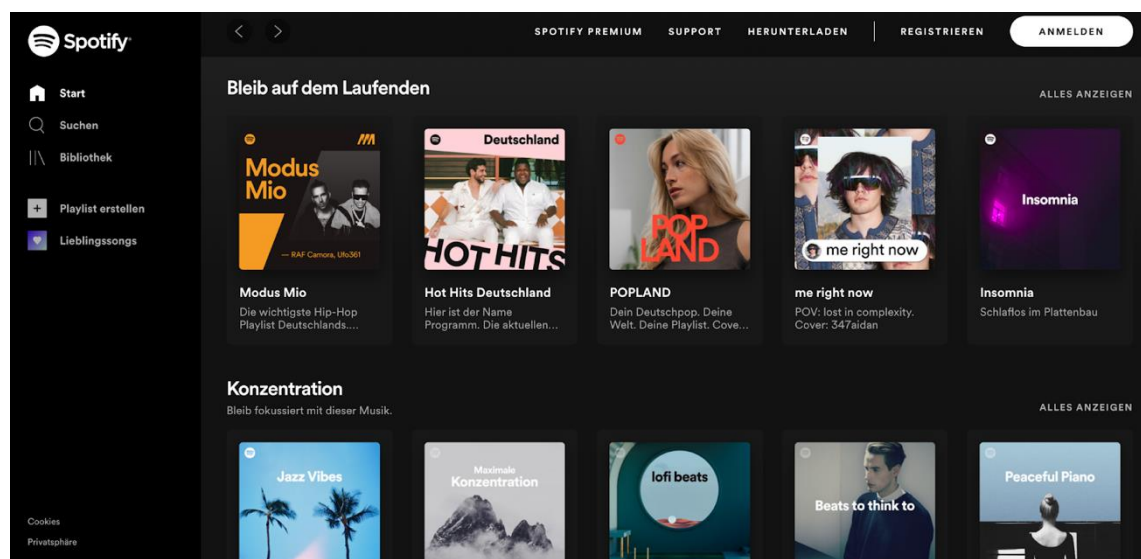 Spotify
SPOTIFY PREMIUM
SUPPORT
HERUNTERLADEN
REGISTRIEREN
ANMELDEN
Start
Suchen
Bibliothek
Playlist erstellen
Lieblingssongs
Cookies
Privatsphäre
Bleib auf dem Laufenden
ALLES ANZEIGEN
Modus
Mio
— RAF Camora, Ufo361
Modus Mio
Die wichtigste Hip-Hop
Playlist Deutschlands....
Deutschland
HOT HITS
Hot Hits Deutschland
Hier ist der Name
Programm. Die aktuellen...
POP
LAND
POPLAND
Dein Deutschpop. Deine
Welt. Deine Playlist. Cove...
me right now
me right now
POV: lost in complexity.
Cover: 347aidan
Insomnia
Insomnia
Schlaflos im Plattenbau
Konzentration
Bleib fokussiert mit dieser Musik.
ALLES ANZEIGEN
Jazz Vibes
Maximale
Konzentration
lofi beats
Beats to think to
Peaceful Piano